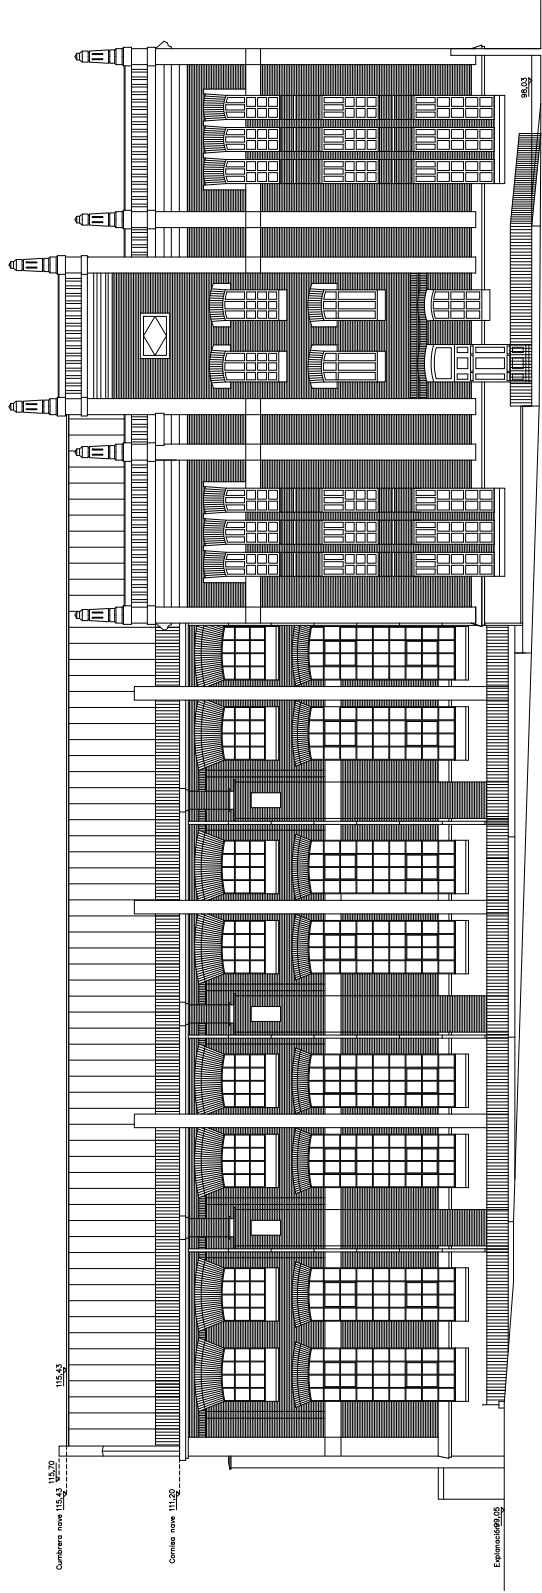 115,43
115,70
Cumbrera nave 115,43
Cornisa nave 111,20
Explanación 99,05
98,03